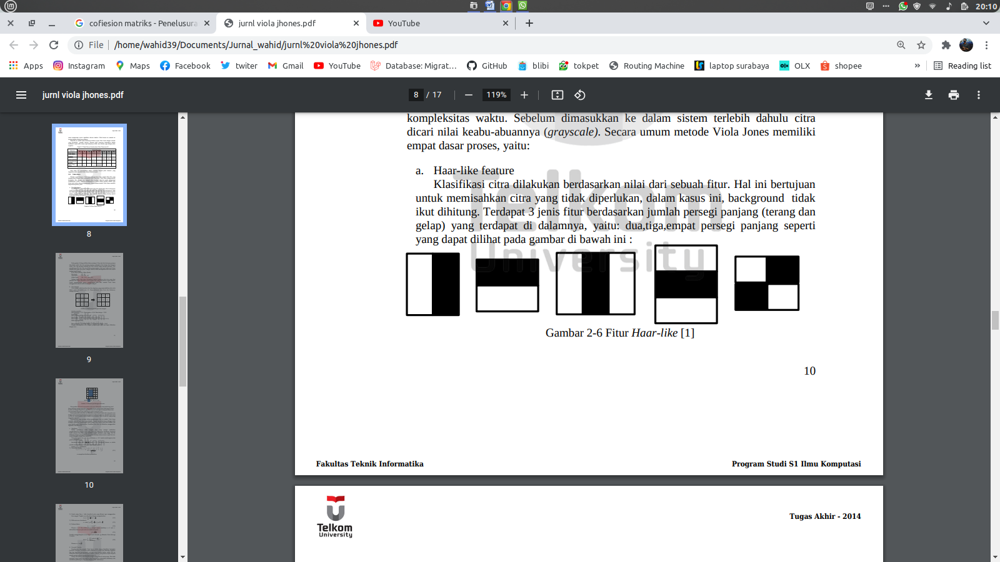 20:10
cofiesion matriks - Penelusura
jurnl viola jhones.pdf
YouTube
File
/home/wahid39/Documents/Jurnal_wahid/jurnl%20viola%20jhones.pdf
Apps Instagram Maps Facebook twiter Gmail YouTube Database: Migrat... GitHub blibi tokpet Routing Machine laptop surabaya OLX shopee » Reading list
jurnl viola jhones.pdf
8 / 17
119%
8
9
10
kompleksitas waktu. Sebelum dimasukkan ke dalam sistem terlebih dahulu citra
dicari nilai keabu-abuannya (grayscale). Secara umum metode Viola Jones memiliki
empat dasar proses, yaitu:
a. Haar-like feature
Klasifikasi citra dilakukan berdasarkan nilai dari sebuah fitur. Hal ini bertujuan
untuk memisahkan citra yang tidak diperlukan, dalam kasus ini, background tidak
ikut dihitung. Terdapat 3 jenis fitur berdasarkan jumlah persegi panjang (terang dan
gelap) yang terdapat di dalamnya, yaitu: dua,tiga,empat persegi panjang seperti
yang dapat dilihat pada gambar di bawah ini :
Telkom
University
Gambar 2-6 Fitur Haar-like [1]
10
Fakultas Teknik Informatika
Program Studi S1 Ilmu Komputasi
Telkom
University
Tugas Akhir - 2014